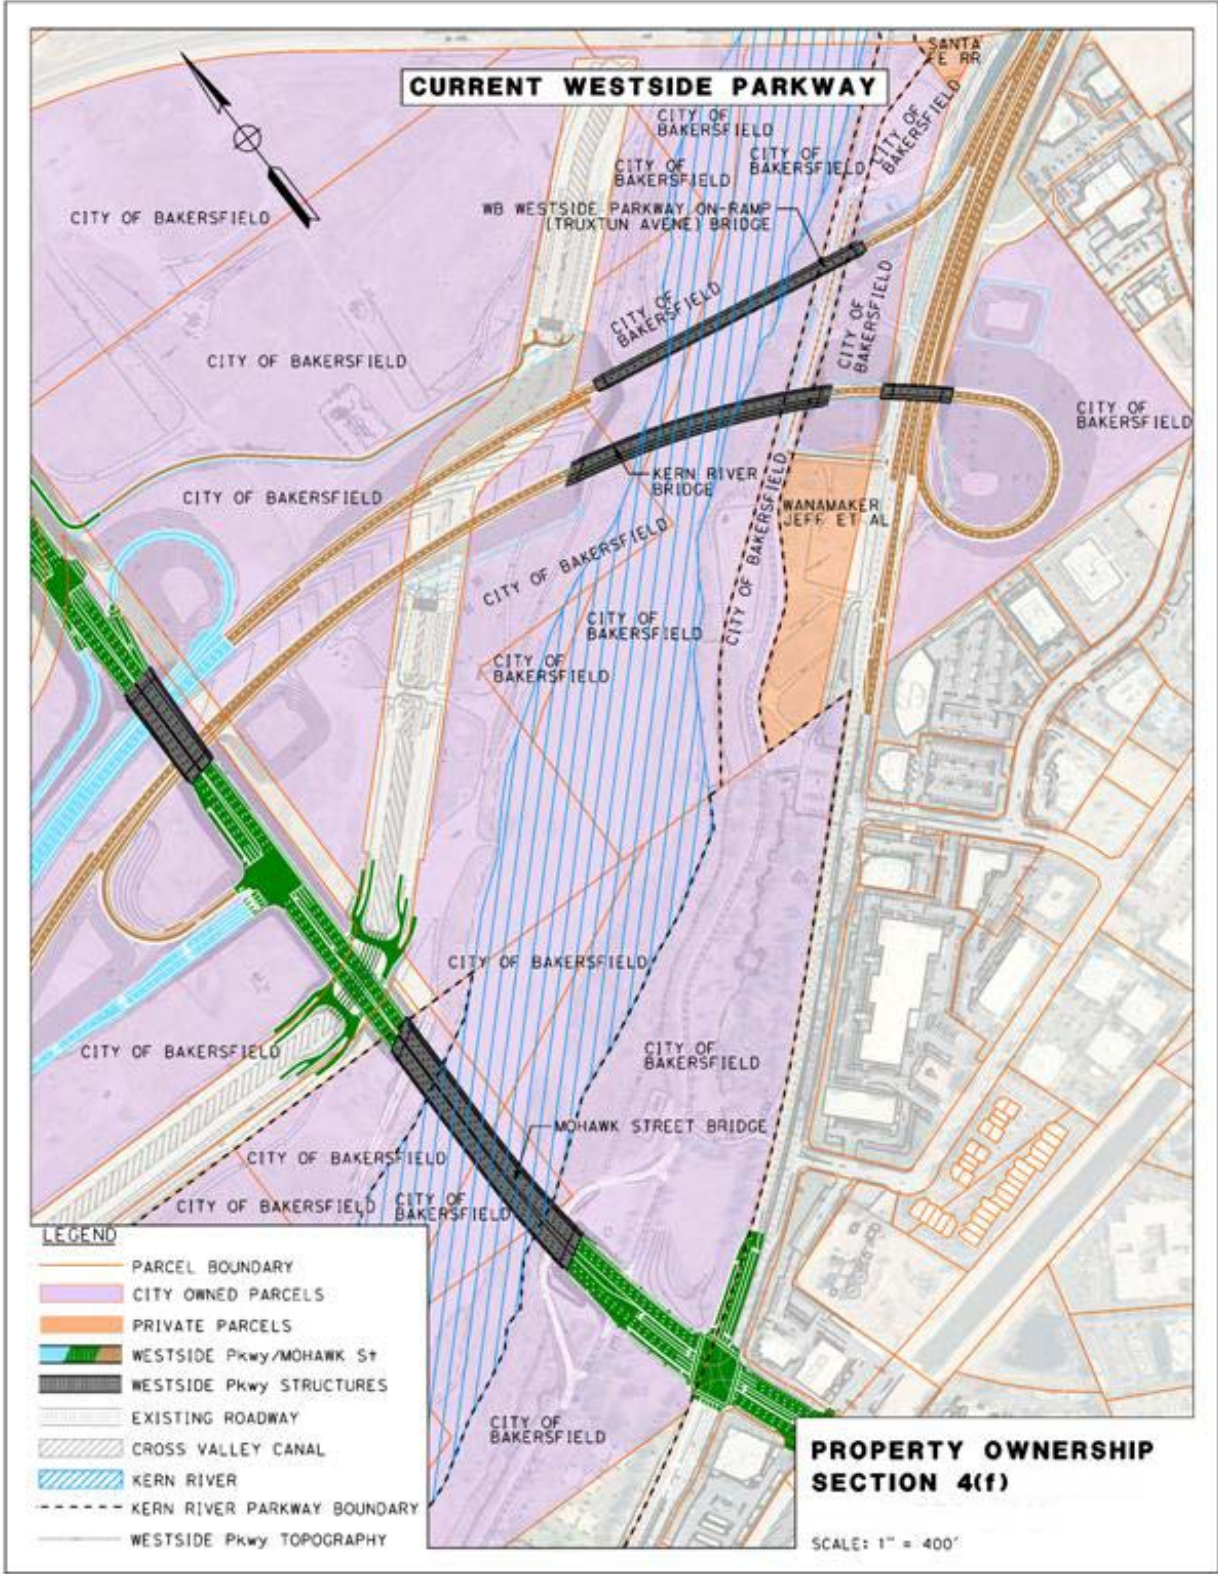 CURRENT WESTSIDE PARKWAY
SANTA
FE RR
CITY OF
BAKERSFIELD
CITY OF
BAKERSFIELD
CITY OF
BAKERSFIELD
CITY OF
BAKERSFIELD
CITY OF BAKERSFIELD
WB WESTSIDE PARKWAY ON-RAMP
(TRUXTUN AVENE) BRIDGE
CITY OF
BAKERSFIELD
CITY OF
BAKERSFIELD
CITY OF BAKERSFIELD
CITY OF
BAKERSFIELD
KERN RIVER
BRIDGE
CITY OF BAKERSFIELD
WANAMAKER
JEFF ET AL
CITY OF BAKERSFIELD
CITY OF BAKERSFIELD
CITY OF
BAKERSFIELD
CITY OF
BAKERSFIELD
CITY OF BAKERSFIELD
CITY OF BAKERSFIELD
CITY OF
BAKERSFIELD
MOHAWK STREET BRIDGE
CITY OF BAKERSFIELD
CITY OF BAKERSFIELD
CITY OF
BAKERSFIELD
CITY OF
BAKERSFIELD
LEGEND
PARCEL BOUNDARY
CITY OWNED PARCELS
PRIVATE PARCELS
WESTSIDE Pkwy/MOHAWK St
WESTSIDE Pkwy STRUCTURES
EXISTING ROADWAY
CROSS VALLEY CANAL
KERN RIVER
KERN RIVER PARKWAY BOUNDARY
WESTSIDE Pkwy TOPOGRAPHY
PROPERTY OWNERSHIP
SECTION 4(f)
SCALE: 1" = 400'